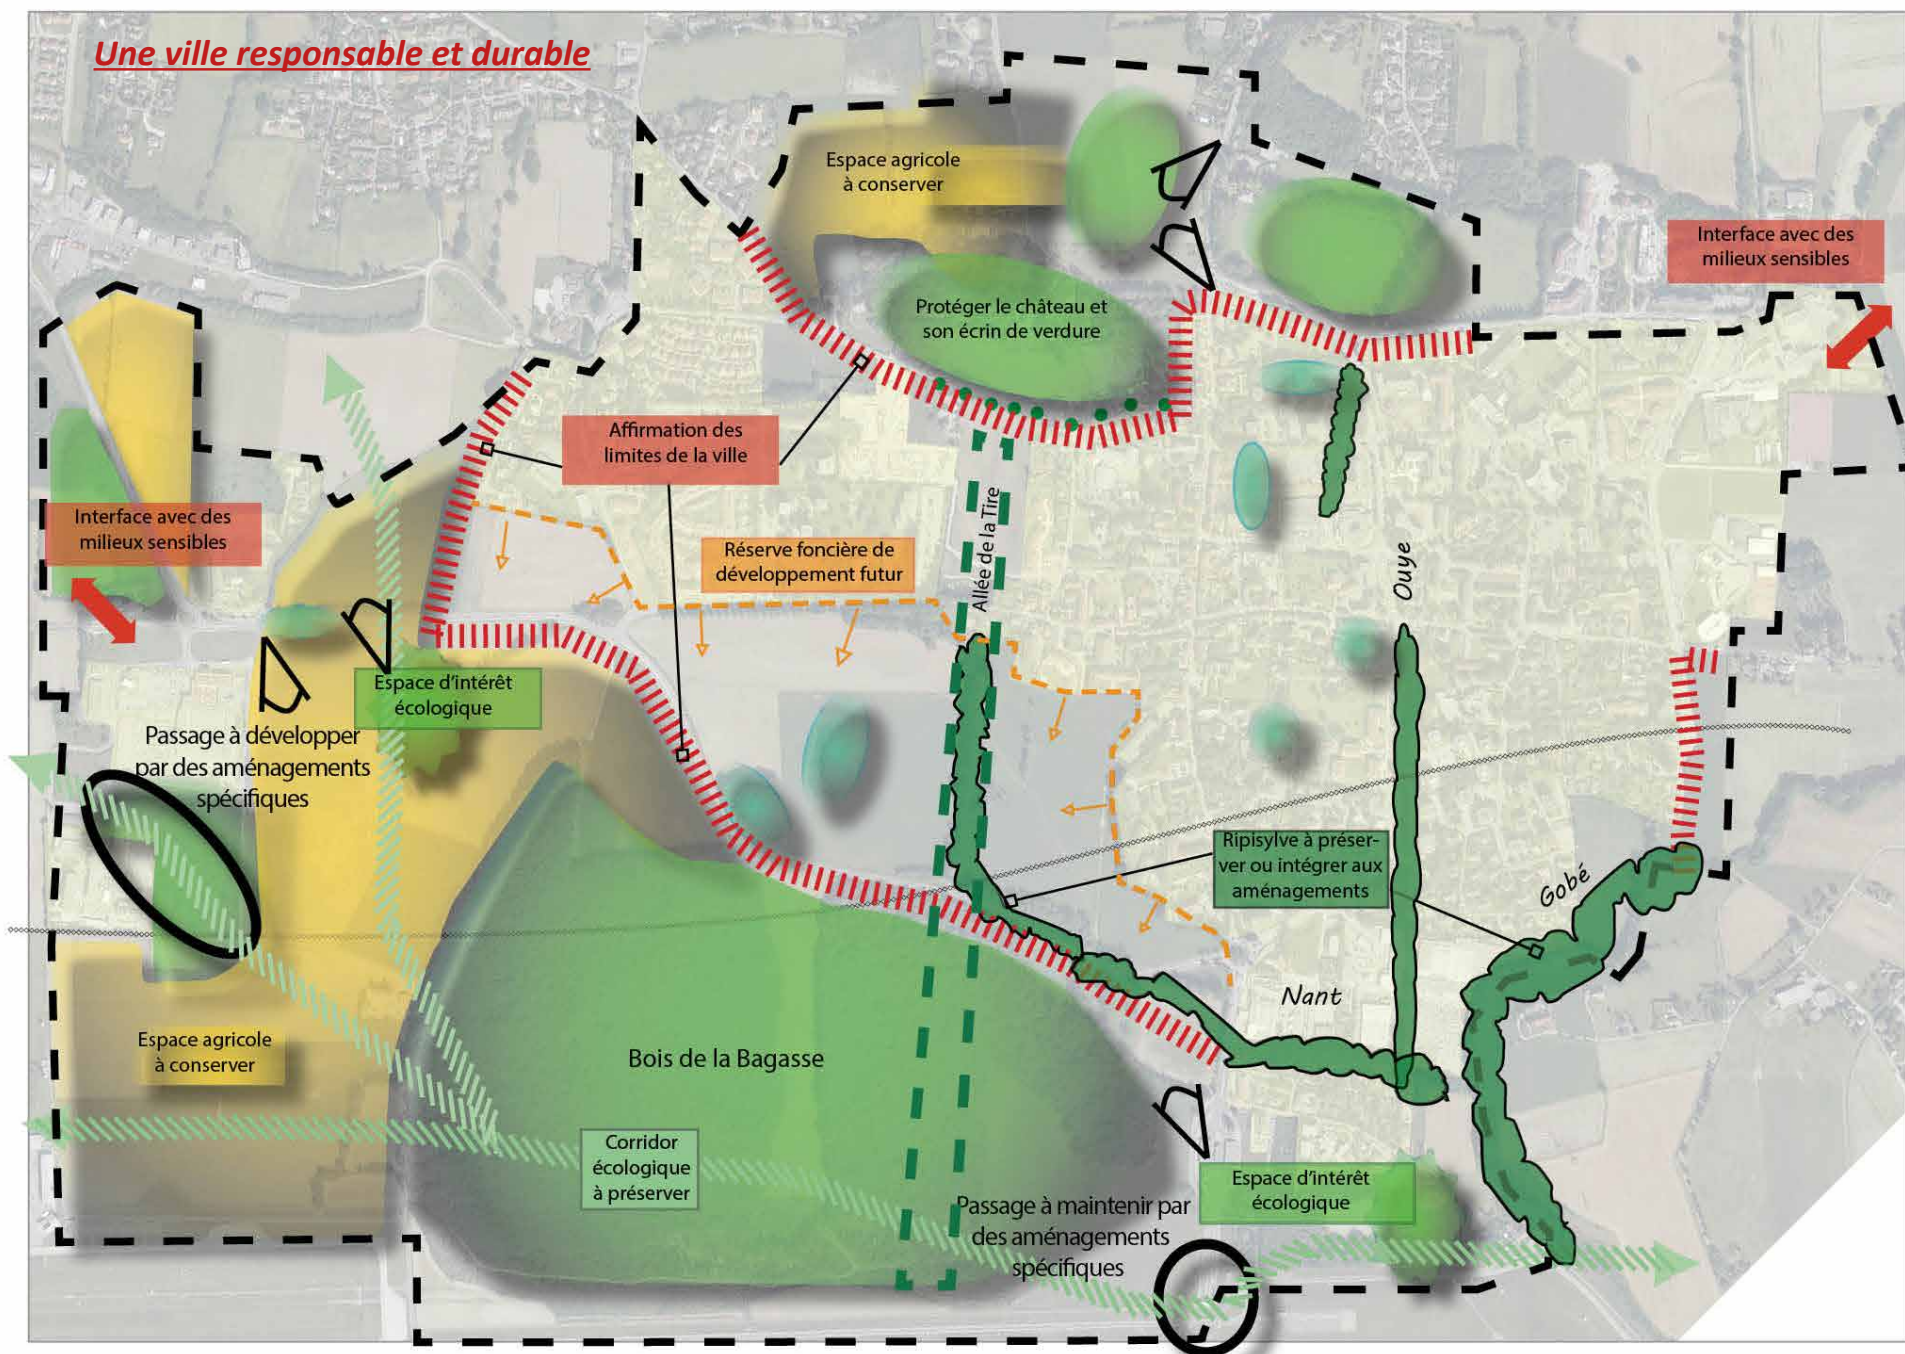 Une ville responsable et durable
Espace agricole
à conserver
Interface avec des
milieux sensibles
Protéger le château et
son écrin de verdure
Affirmation des
limites de la ville
Interface avec des
milieux sensibles
Réserve foncière de
développement futur
Allée de la Tire
Ouye
Espace d'intérêt
écologique
Passage à développer
par des aménagements
spécifiques
Ripisylve à préser-
ver ou intégrer aux
aménagements
Gobé
Nant
Espace agricole
à conserver
Bois de la Bagasse
Corridor
écologique
à préserver
Espace d'intérêt
écologique
Passage à maintenir par
des aménagements
spécifiques